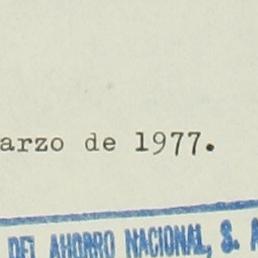 arzo de 1977.
DEL AHORRO NACIONAL, S. A